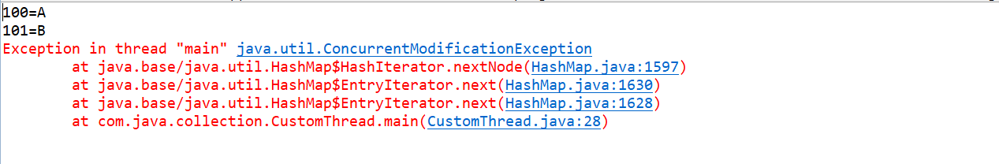 100=A
101=B
Exception in thread "main" java.util.ConcurrentModificationException
at java.base/java.util.HashMap$HashIterator.nextNode(HashMap.java:1597)
at java.base/java.util.HashMap$EntryIterator.next(HashMap.java:1630)
at java.base/java.util.HashMap$EntryIterator.next(HashMap.java:1628)
at com.java.collection.CustomThread.main(CustomThread.java:28)